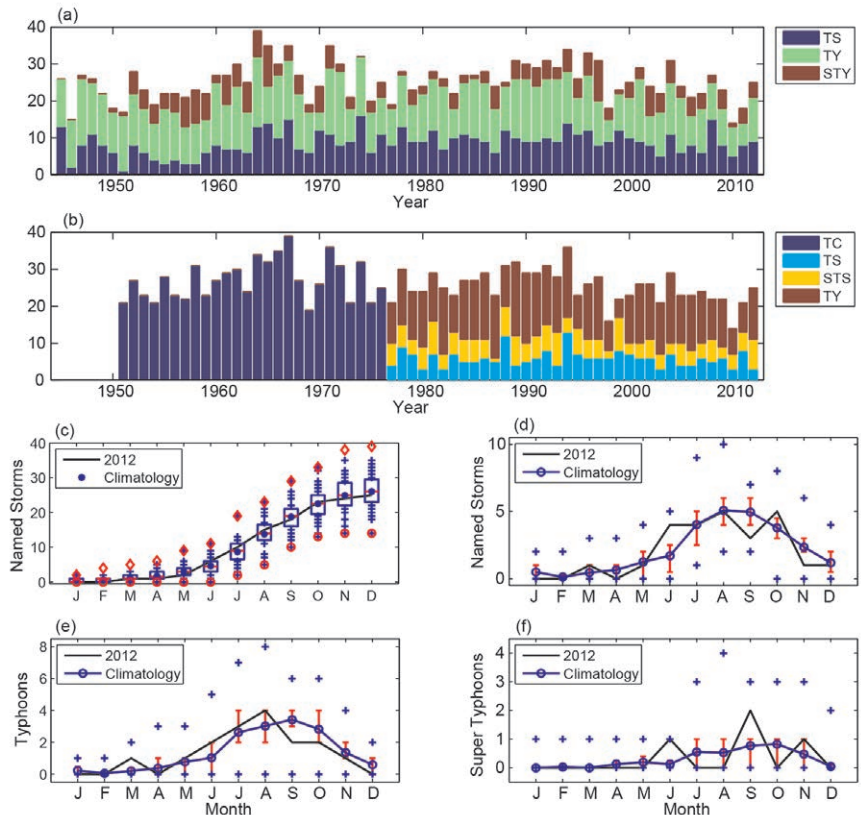 (a)
40
30
20
10
0
1950 1960 1970 1980 1990 2000 2010
Year
TS
TY
STY
(b)
40
30
20
10
0
1950 1960 1970 1980 1990 2000 2010
Year
TC
TS
STS
TY
(c)
Named Storms
40
30
20
10
0
2012
Climatology
J F M A M J J A S O N D
(d)
Named Storms
10
5
0
2012
Climatology
J F M A M J J A S O N D
(e)
Typhoons
8
6
4
2
0
2012
Climatology
J F M A M J J A S O N D
Month
(f)
Super Typhoons
4
3
2
1
0
2012
Climatology
J F M A M J J A S O N D
Month